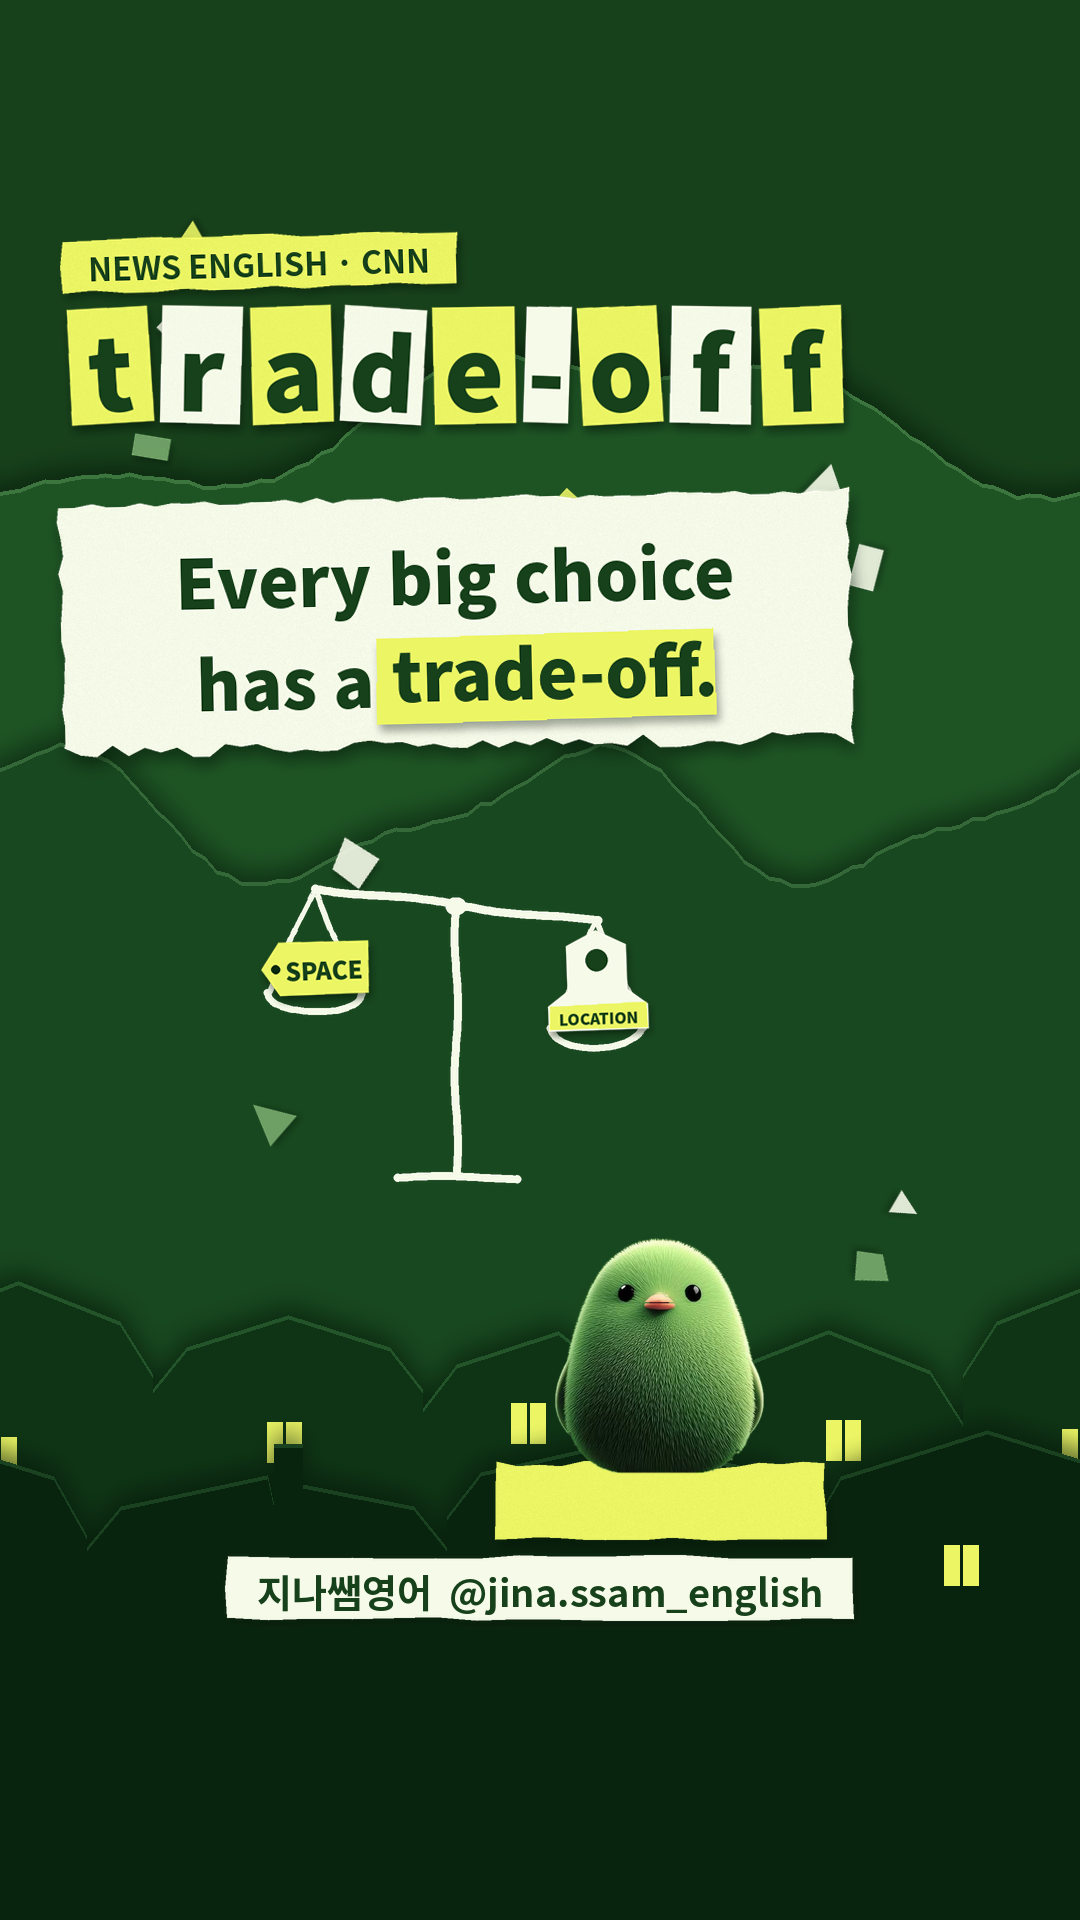 NEWS ENGLISH · CNN
trade-off
Every big choice
has a trade-off.
SPACE
LOCATION
지나쌤영어 @jina.ssam_english